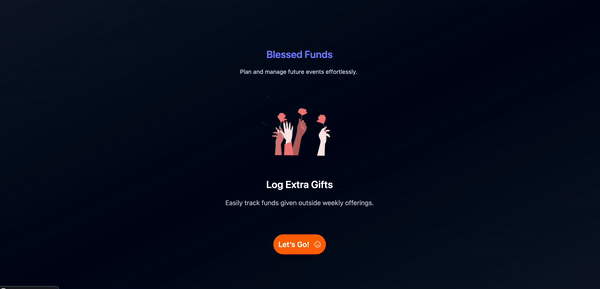 Blessed Funds
Plan and manage future events effortlessly.
Log Extra Gifts
Easily track funds given outside weekly offerings.
Let's Go!